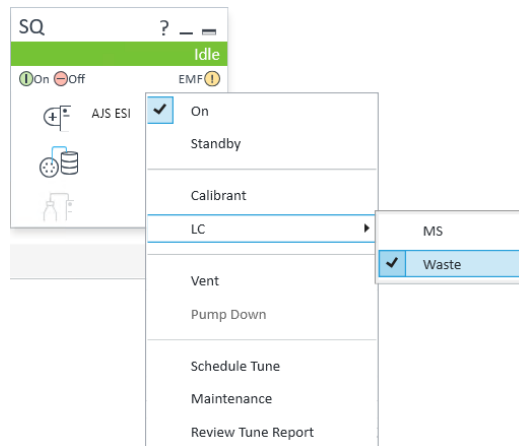 SQ ?
Idle
On Off EMF
AJS ESI
On
Standby
Calibrant
LC
MS
Waste
Vent
Pump Down
Schedule Tune
Maintenance
Review Tune Report